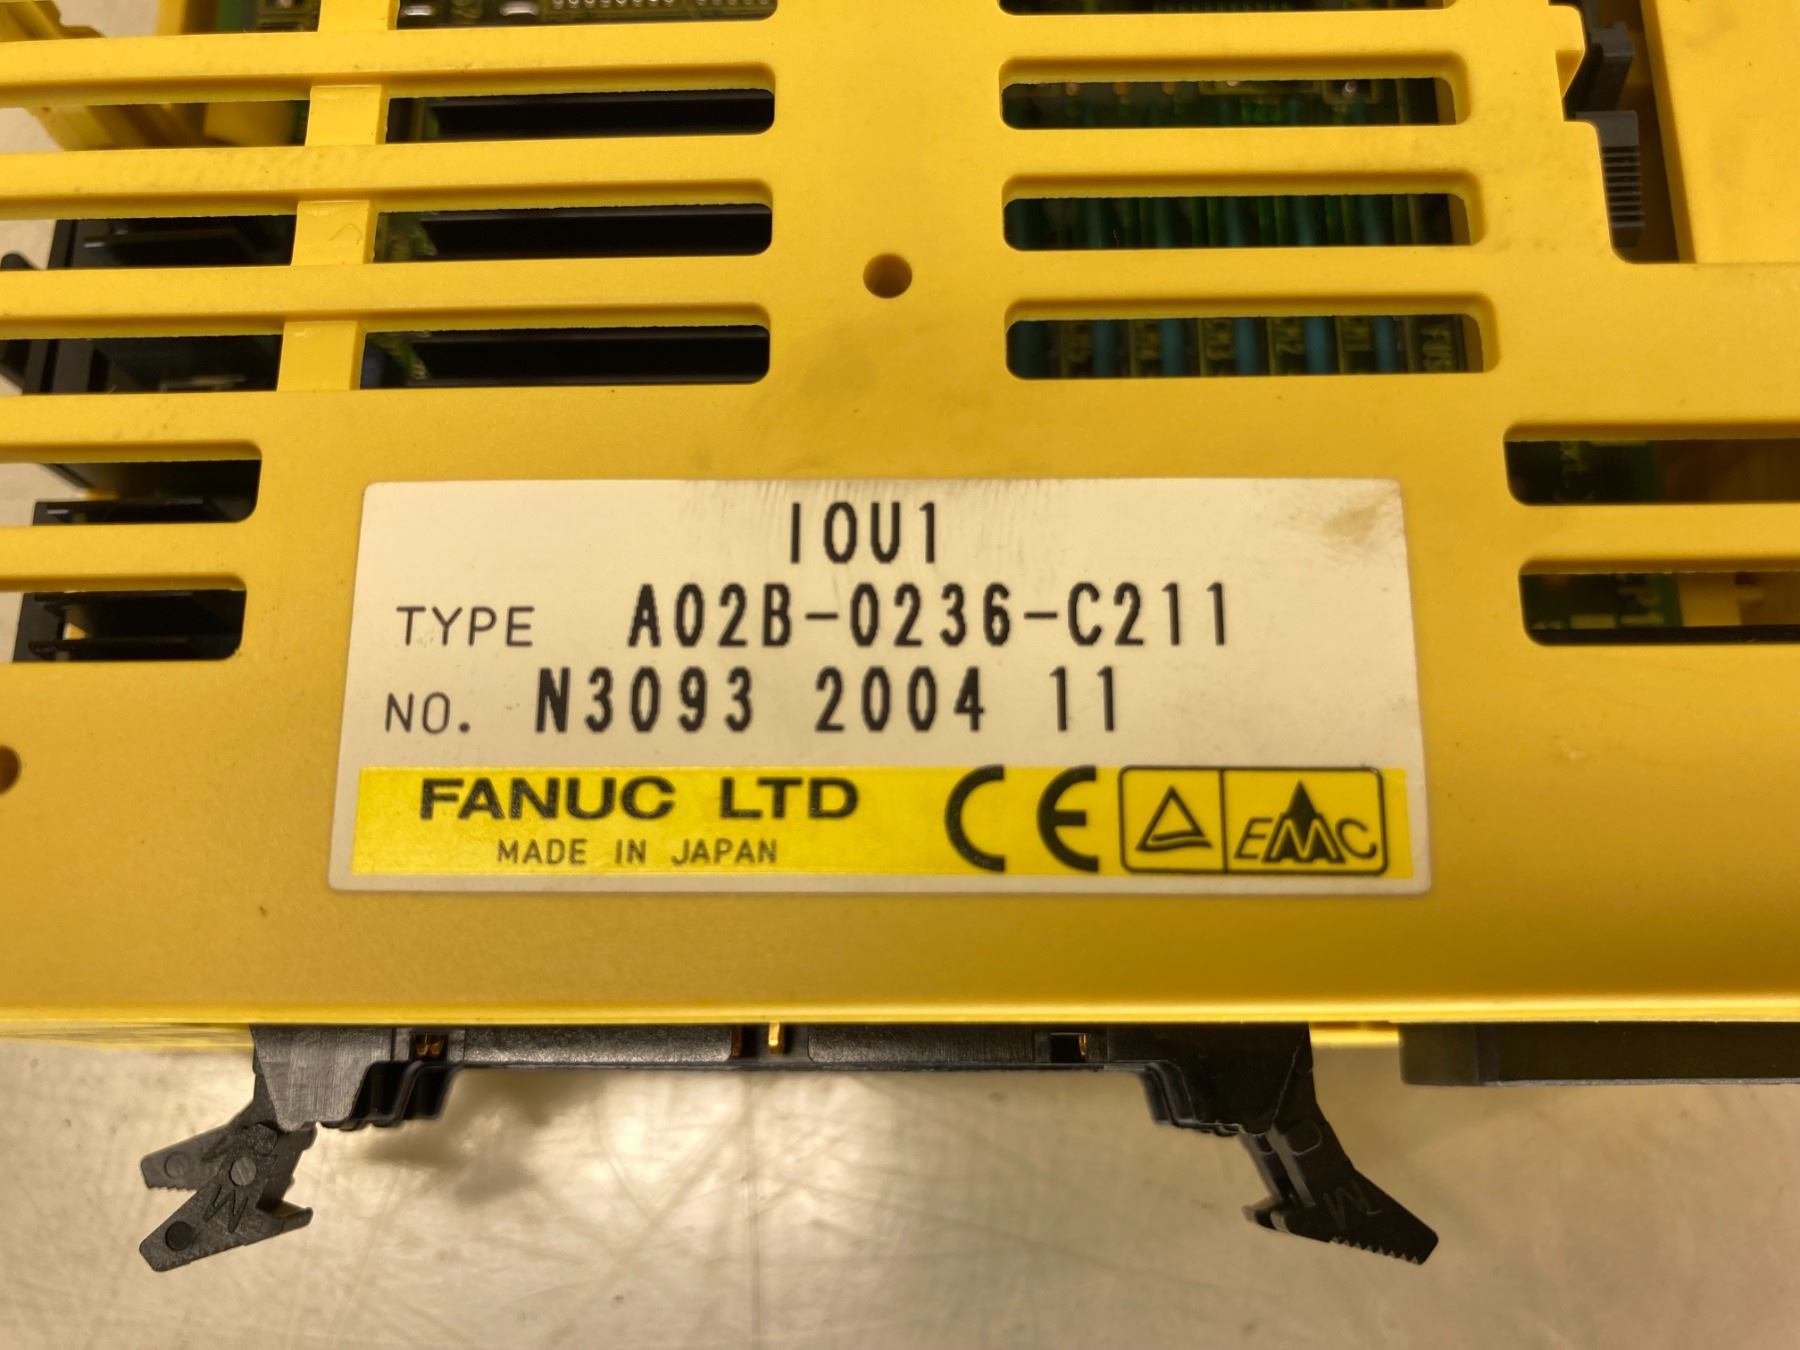 IOU1
TYPE A02B-0236-C211
NO. N3093 2004 11
FANUC LTD
MADE IN JAPAN
CE
EMC